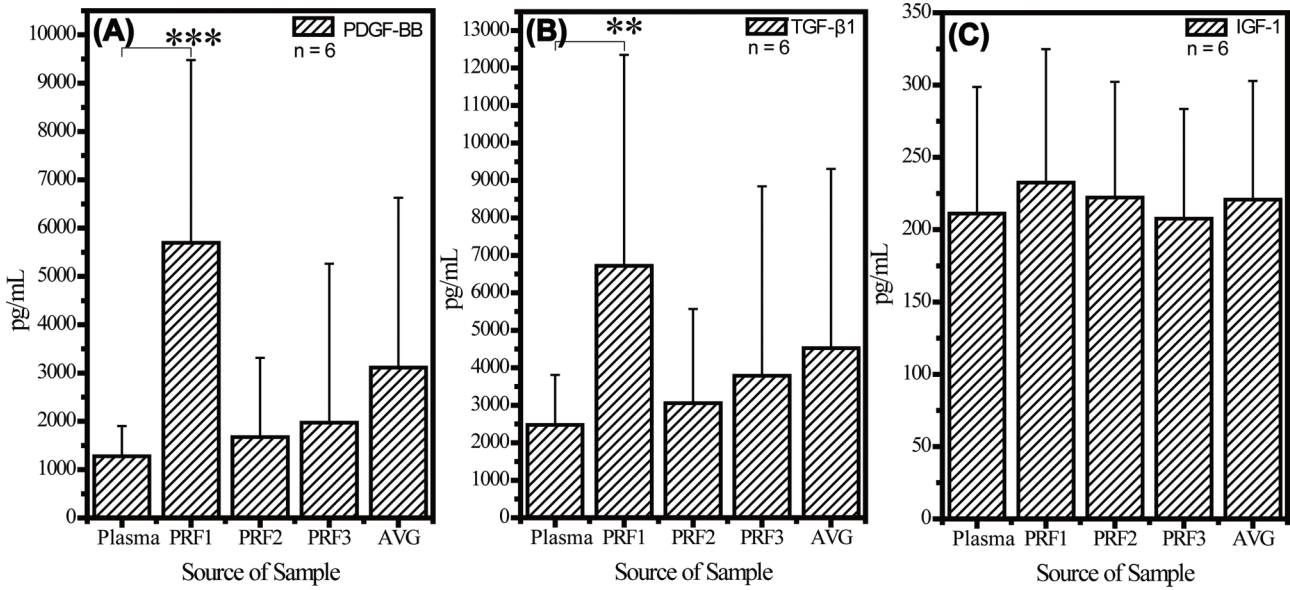 (A)
***
PDGF-BB
n = 6
10000
9000
8000
7000
6000
5000
4000
3000
2000
1000
0
pg/mL
Plasma PRF1 PRF2 PRF3 AVG
Source of Sample
(B)
**
TGF-β1
n = 6
13000
12000
11000
10000
9000
8000
7000
6000
5000
4000
3000
2000
1000
0
pg/mL
Plasma PRF1 PRF2 PRF3 AVG
Source of Sample
(C)
IGF-1
n = 6
350
300
250
200
150
100
50
0
pg/mL
Plasma PRF1 PRF2 PRF3 AVG
Source of Sample